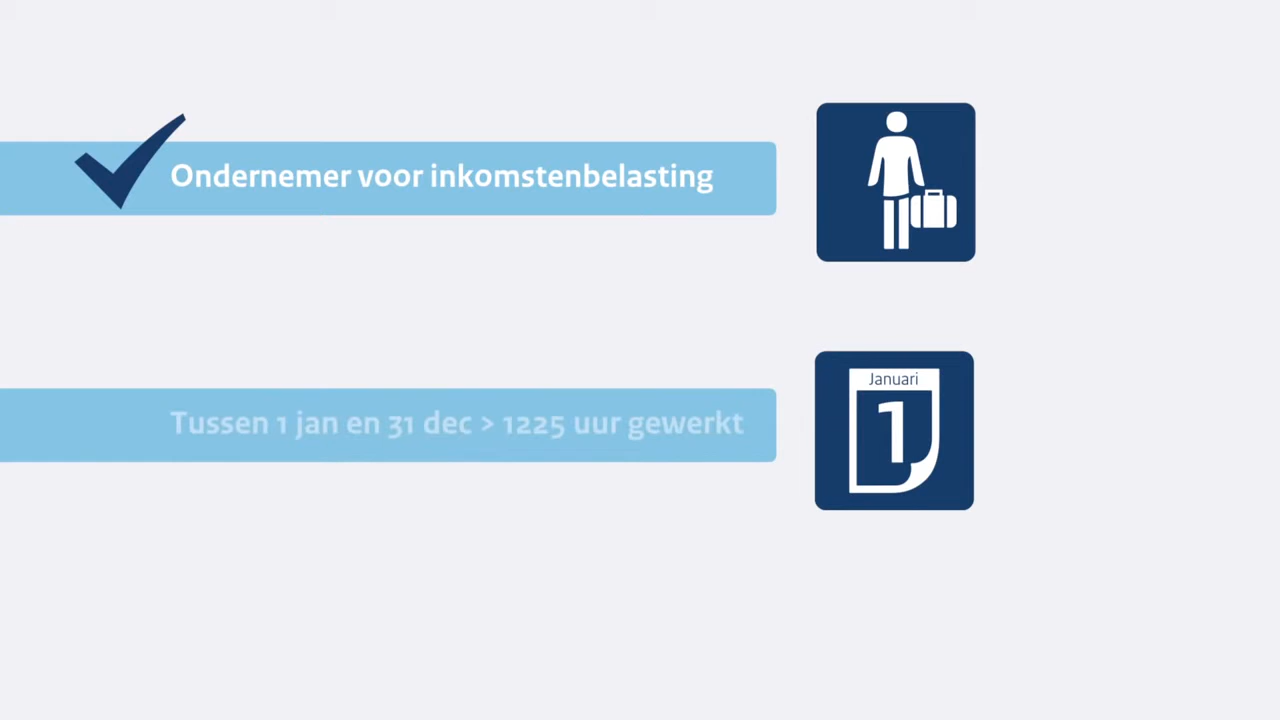 Ondernemer voor inkomstenbelasting
Januari
1
Tussen 1 jan en 31 dec > 1225 uur gewerkt